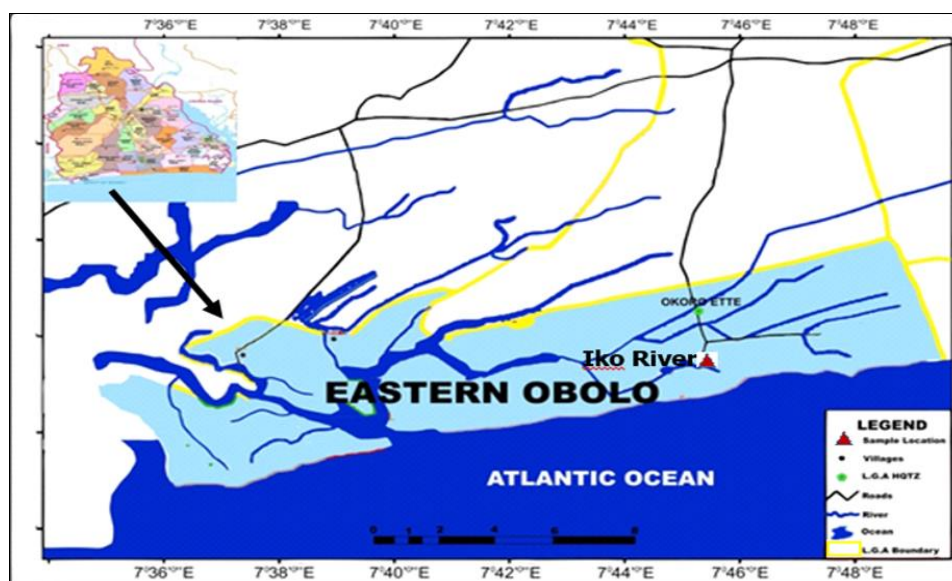 7°36'0"E 7°38'0"E 7°40'0"E 7°42'0"E 7°44'0"E 7°46'0"E 7°48'0"E
OKORO ETTE
Iko River
EASTERN OBOLO
ATLANTIC OCEAN
LEGEND
Sample Location
Villages
L.G.A HQTZ
Roads
River
Ocean
L.G.A Boundary
0 1 2 4 6 8
7°36'0"E 7°38'0"E 7°40'0"E 7°42'0"E 7°44'0"E 7°46'0"E 7°48'0"E